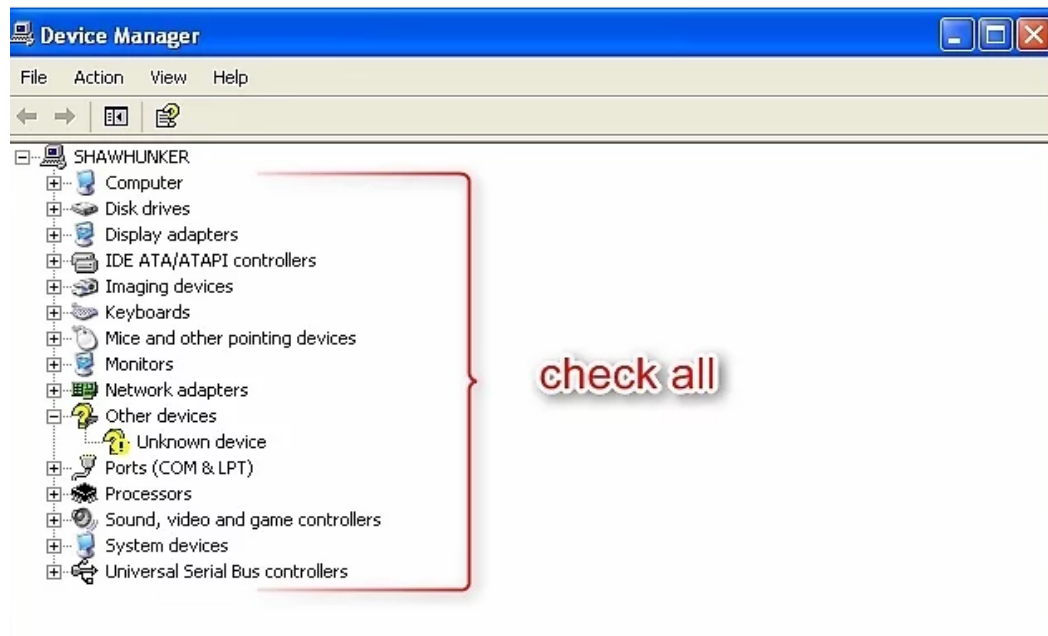 Device Manager
File Action View Help
SHAWHUNKER
Computer
Disk drives
Display adapters
IDE ATA/ATAPI controllers
Imaging devices
Keyboards
Mice and other pointing devices
Monitors
check all
Network adapters
Other devices
Unknown device
Ports (COM & LPT)
Processors
Sound, video and game controllers
System devices
Universal Serial Bus controllers